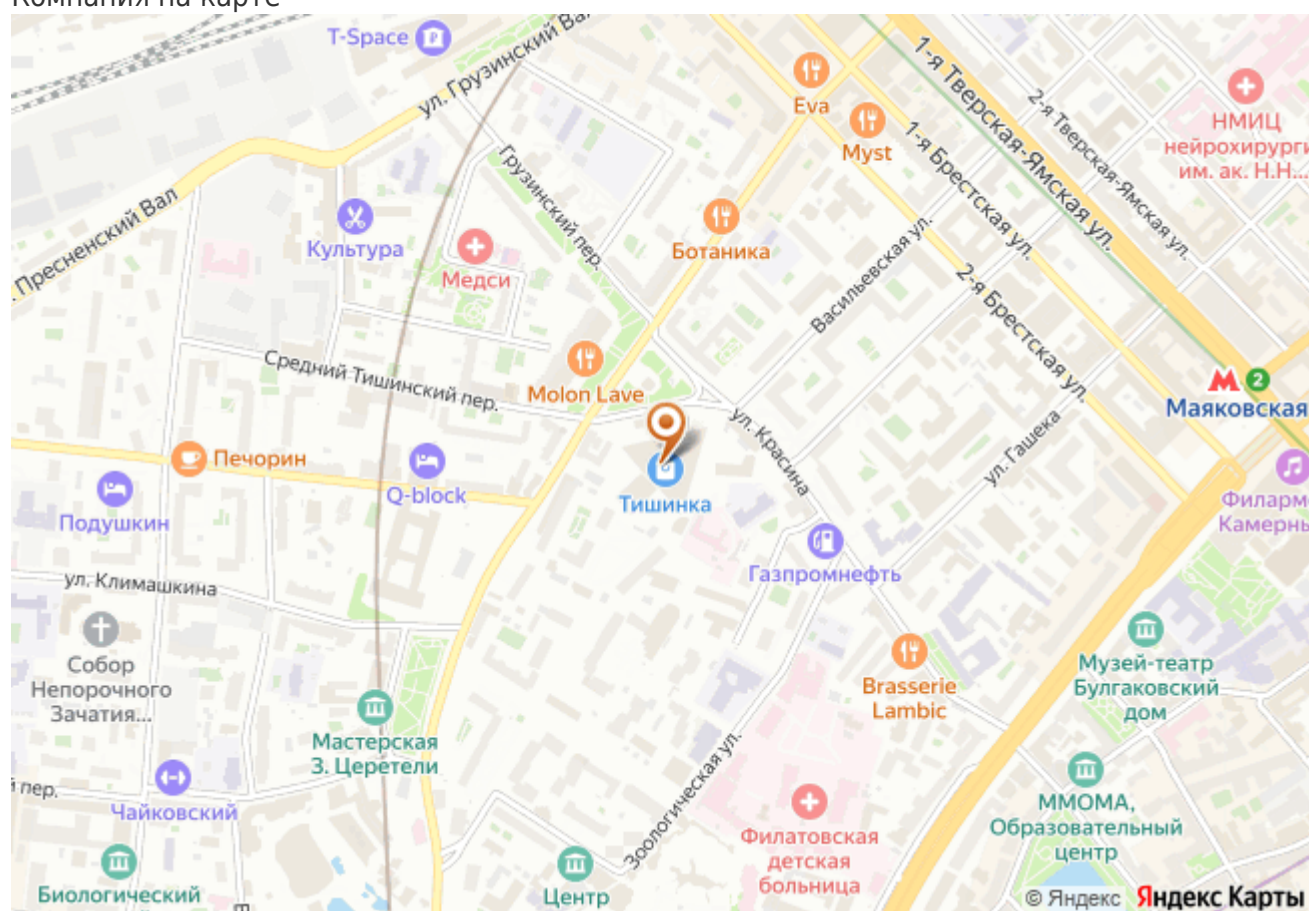 Компания на карте
T-Space
P
ул. Грузинский Вал
1-я Тверская-Ямская ул.
2-я Тверская-Ямская ул.
Eva
Myst
1-я Брестская ул.
НМИЦ
нейрохирурги
им. ак. Н.Н...
Пресненский Вал
Грузинский пер.
Культура
Медси
Ботаника
Васильевская ул.
2-я Брестская ул.
Средний Тишинский пер.
Molon Lave
ул. Красина
2
Маяковская
ул. Гашека
Печорин
Q-block
Подушкин
Тишинка
Филарм
Камерны
Газпромнефть
ул. Климашкина
Собор
Непорочного
Зачатия...
Brasserie
Lambic
Музей-театр
Булгаковский
дом
Мастерская
З. Церетели
Зоологическая ул.
пер.
Чайковский
ММОМА,
Образовательный
центр
Филатовская
детская
больница
Биологический
Центр
© Яндекс Яндекс Карты